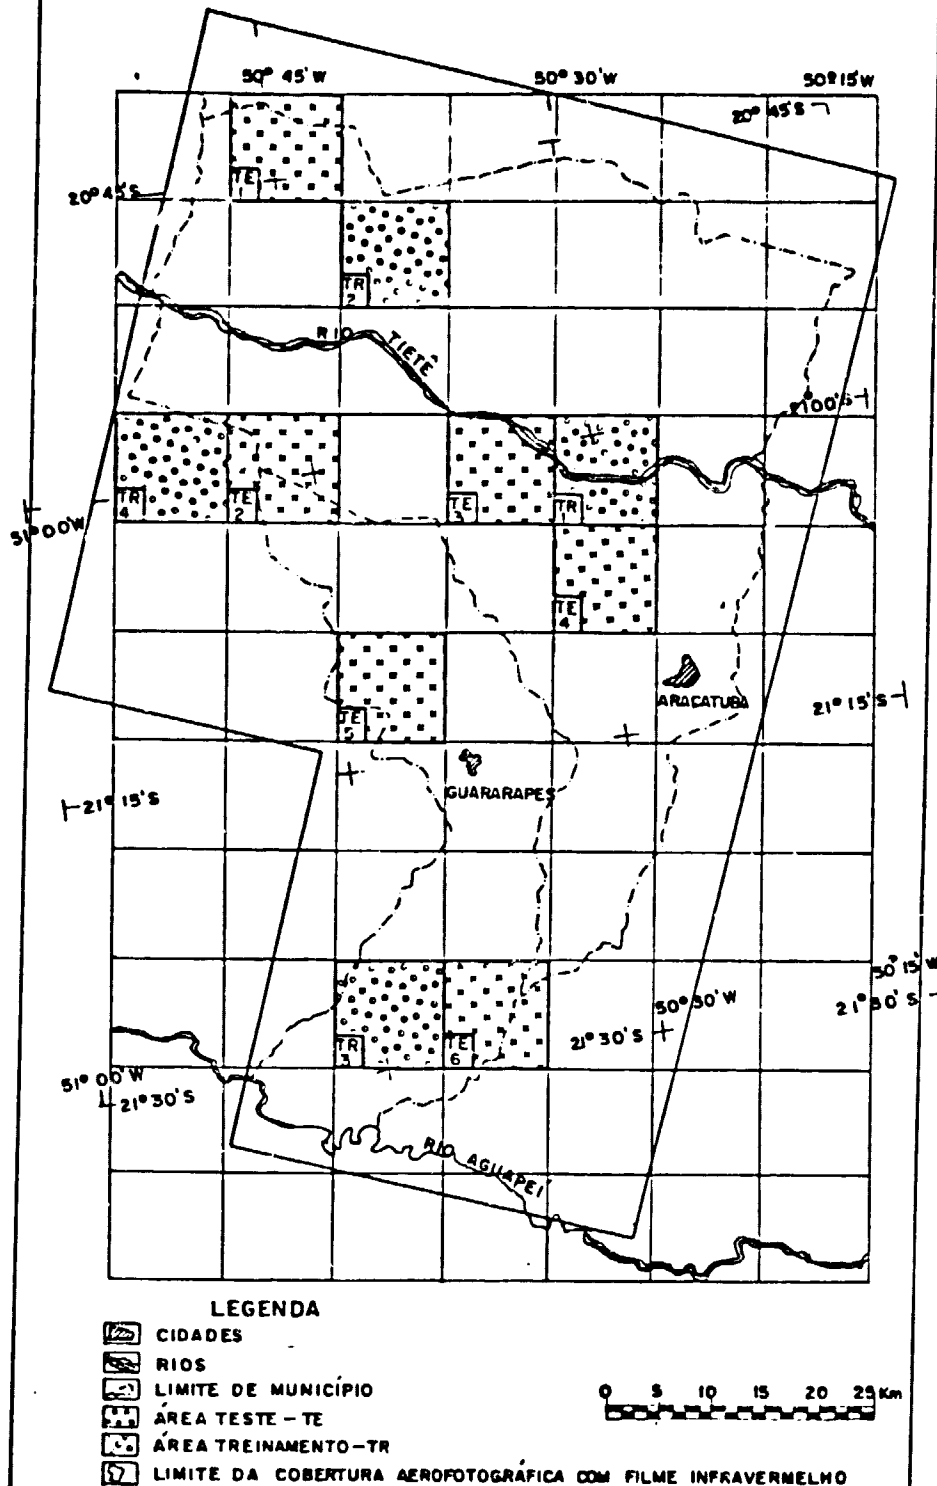 50° 45' W
50° 30' W
50° 15' W
20° 45' S
TE 1
20° 45' S
TR 2
RIO TIETÊ
21° 00' S
TR 4
TE 2
TE 3
TR 1
51° 00' W
TE 4
ARAÇATUBA
21° 15' S
TE 5
GUARARAPES
21° 15' S
50° 15' W
50° 30' W
21° 30' S
21° 30' S
TR 3
TE 6
51° 00' W
21° 30' S
RIO AGUAPEÍ
LEGENDA
CIDADES
RIOS
LIMITE DE MUNICÍPIO
ÁREA TESTE - TE
ÁREA TREINAMENTO - TR
LIMITE DA COBERTURA AEROFOTOGRÁFICA COM FILME INFRAVERMELHO
0 5 10 15 20 25 Km